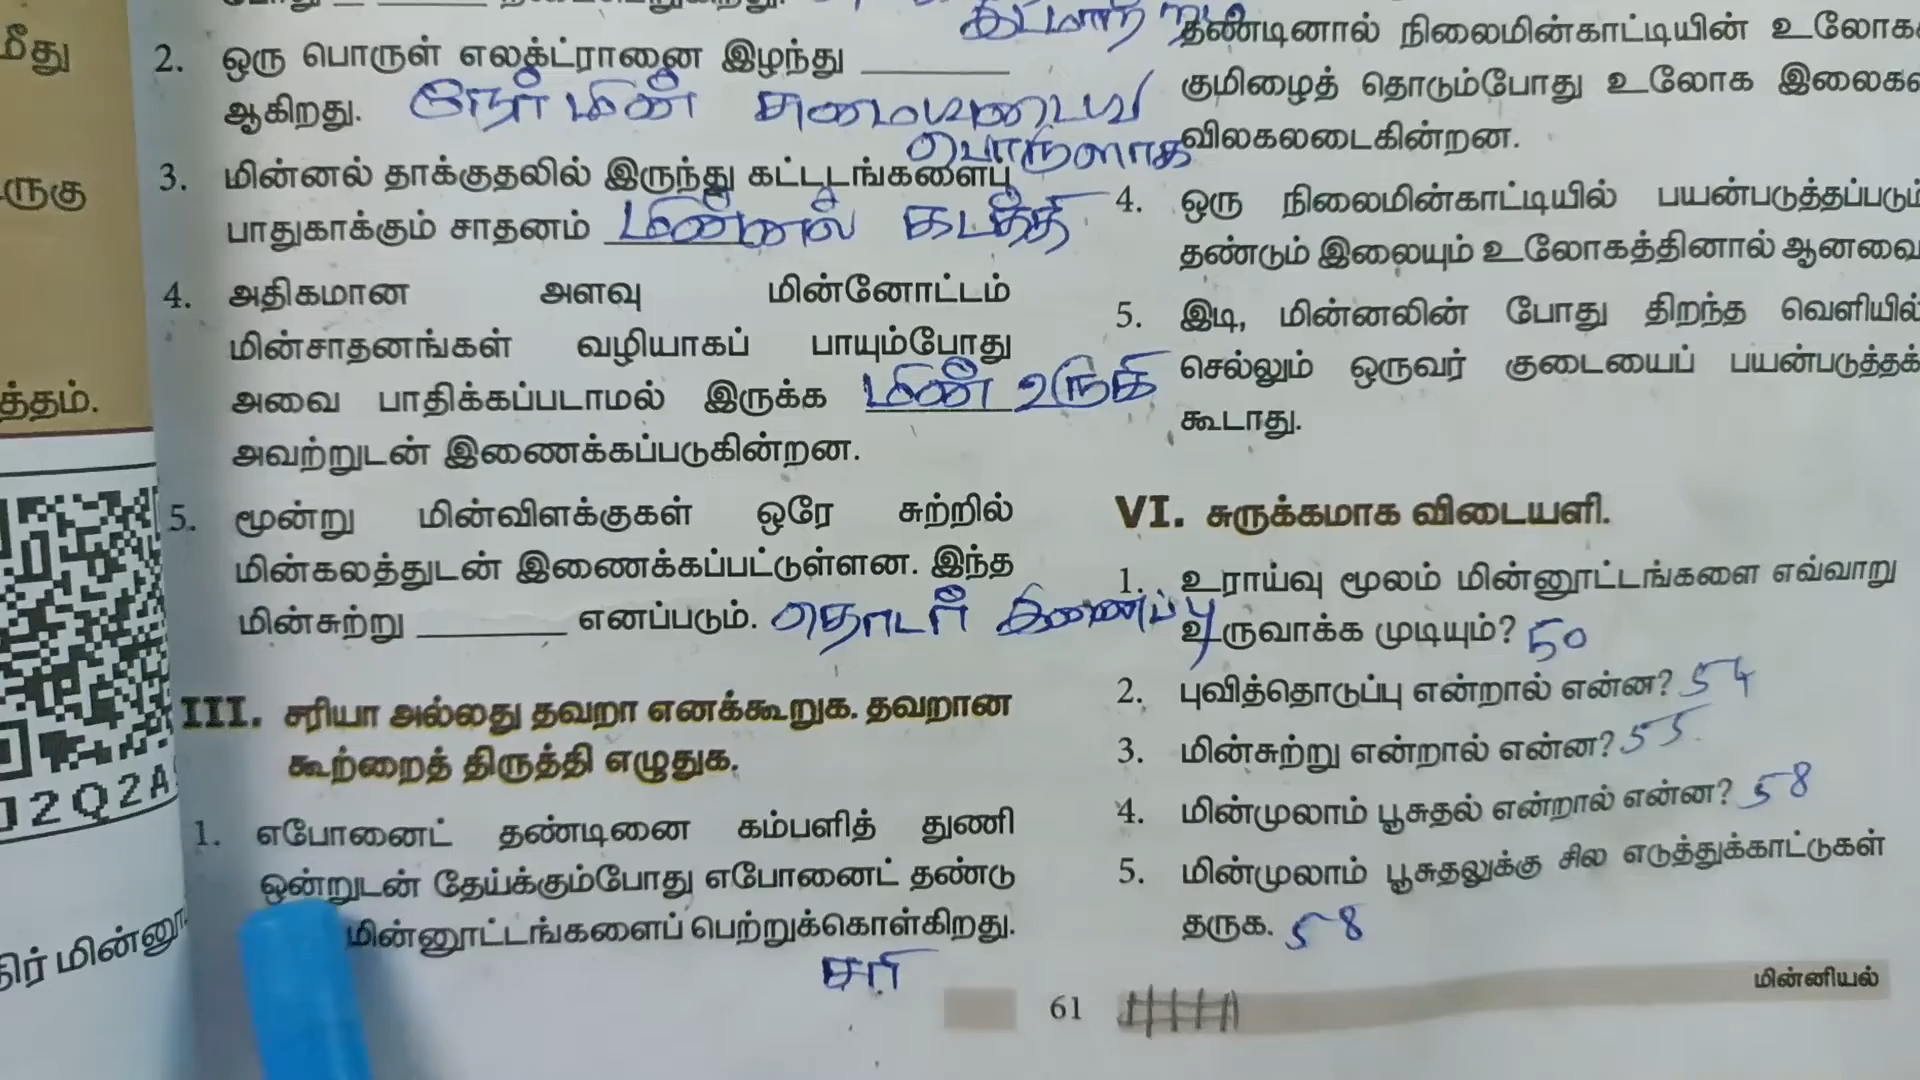 மீது
ருகு
த்தம்.
2. ஒரு பொருள் எலக்ட்ரானை இழந்து ________
ஆகிறது. நேர் மின் சுமையுடைய
பொருளாக
3. மின்னல் தாக்குதலில் இருந்து கட்டடங்களைப்
பாதுகாக்கும் சாதனம் ________ மின்னல் கடத்தி
4. அதிகமான அளவு மின்னோட்டம்
மின்சாதனங்கள் வழியாகப் பாயும்போது
அவை பாதிக்கப்படாமல் இருக்க ________ மின் உருகி
அவற்றுடன் இணைக்கப்படுகின்றன.
5. மூன்று மின்விளக்குகள் ஒரே சுற்றில்
மின்கலத்துடன் இணைக்கப்பட்டுள்ளன. இந்த
மின்சுற்று ________ எனப்படும். தொடர் இணைப்பு
III. சரியா அல்லது தவறா எனக்கூறுக. தவறான
கூற்றைத் திருத்தி எழுதுக.
1. எபோனைட் தண்டினை கம்பளித் துணி
ஒன்றுடன் தேய்க்கும்போது எபோனைட் தண்டு
மின்னூட்டங்களைப் பெற்றுக்கொள்கிறது.
சரி
தண்டினால் நிலைமின்காட்டியின் உலோக
குமிழைத் தொடும்போது உலோக இலைகள்
விலகலடைகின்றன.
4. ஒரு நிலைமின்காட்டியில் பயன்படுத்தப்படும்
தண்டும் இலையும் உலோகத்தினால் ஆனவை
5. இடி, மின்னலின் போது திறந்த வெளியில்
செல்லும் ஒருவர் குடையைப் பயன்படுத்தக்
கூடாது.
VI. சுருக்கமாக விடையளி.
1. உராய்வு மூலம் மின்னூட்டங்களை எவ்வாறு
உருவாக்க முடியும்? 50
2. புவித்தொடுப்பு என்றால் என்ன? 54
3. மின்சுற்று என்றால் என்ன? 55
4. மின்முலாம் பூசுதல் என்றால் என்ன? 58
5. மின்முலாம் பூசுதலுக்கு சில எடுத்துக்காட்டுகள்
தருக. 58
61
மின்னியல்